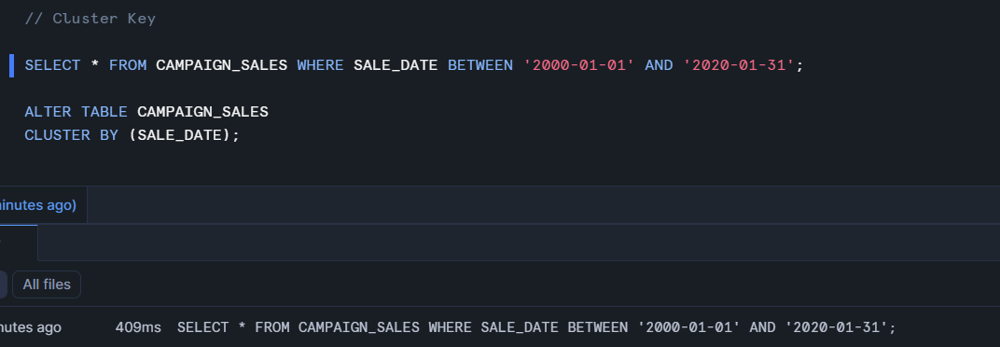 // Cluster Key
SELECT * FROM CAMPAIGN_SALES WHERE SALE_DATE BETWEEN '2000-01-01' AND '2020-01-31';
ALTER TABLE CAMPAIGN_SALES
CLUSTER BY (SALE_DATE);
inutes ago)
All files
nutes ago 409ms SELECT * FROM CAMPAIGN_SALES WHERE SALE_DATE BETWEEN '2000-01-01' AND '2020-01-31';